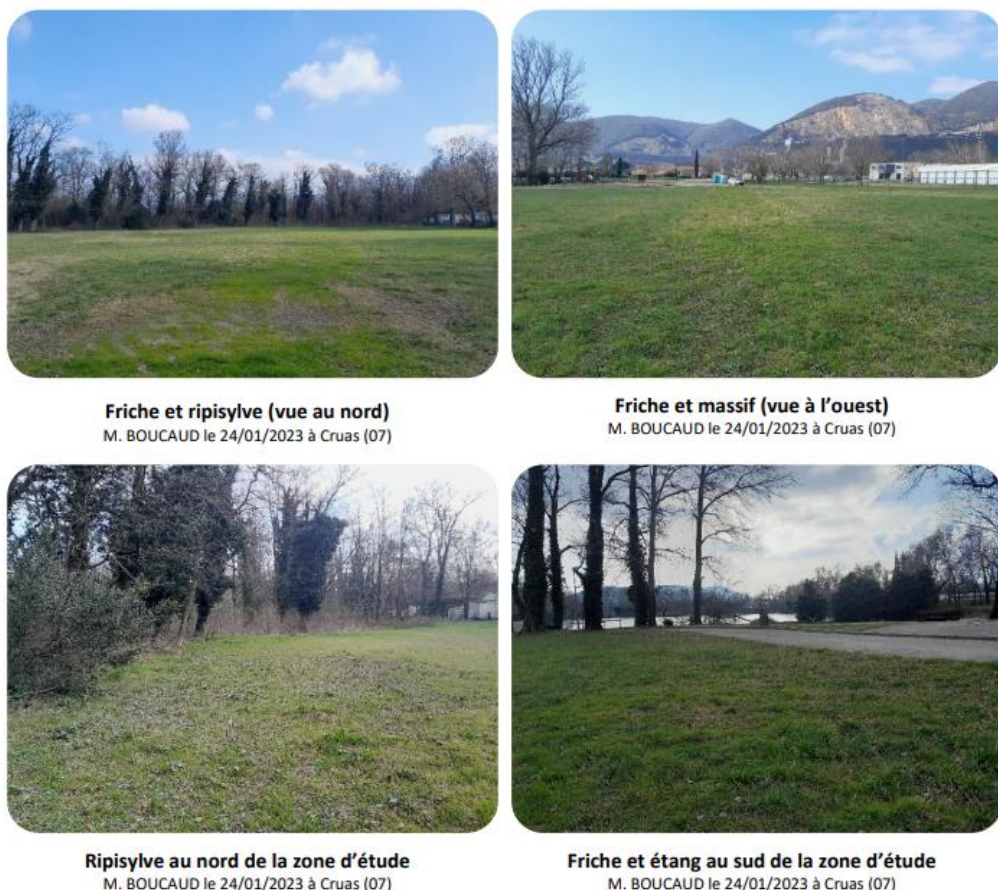 Friche et ripisylve (vue au nord)
M. BOUCAUD le 24/01/2023 à Cruas (07)
Friche et massif (vue à l’ouest)
M. BOUCAUD le 24/01/2023 à Cruas (07)
Ripisylve au nord de la zone d’étude
M. BOUCAUD le 24/01/2023 à Cruas (07)
Friche et étang au sud de la zone d’étude
M. BOUCAUD le 24/01/2023 à Cruas (07)